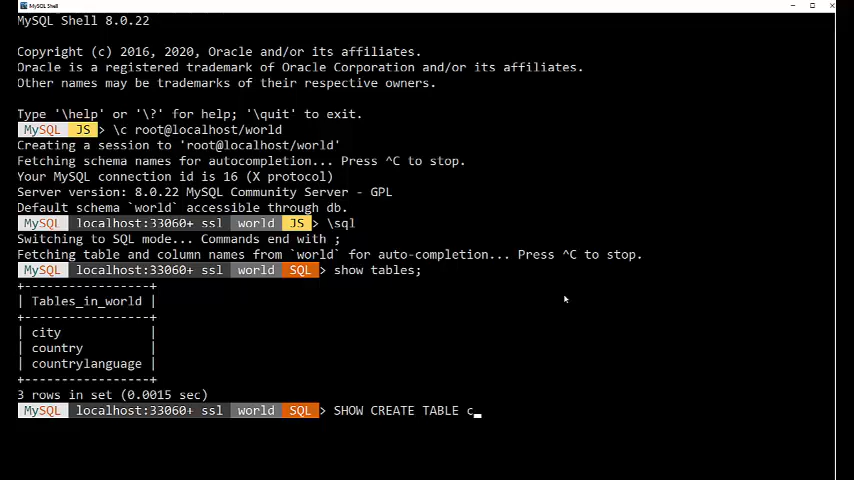 MySQL Shell
MySQL Shell 8.0.22
Copyright (c) 2016, 2020, Oracle and/or its affiliates.
Oracle is a registered trademark of Oracle Corporation and/or its affiliates.
Other names may be trademarks of their respective owners.
Type '\help' or '\?' for help; '\quit' to exit.
MySQL JS> \c root@localhost/world
Creating a session to 'root@localhost/world'
Fetching schema names for autocompletion... Press ^C to stop.
Your MySQL connection id is 16 (X protocol)
Server version: 8.0.22 MySQL Community Server - GPL
Default schema `world` accessible through db.
MySQL localhost:33060+ ssl world JS> \sql
Switching to SQL mode... Commands end with ;
Fetching table and column names from `world` for auto-completion... Press ^C to stop.
MySQL localhost:33060+ ssl world SQL> show tables;
+-----------------+
| Tables_in_world |
+-----------------+
| city            |
| country         |
| countrylanguage |
+-----------------+
3 rows in set (0.0015 sec)
MySQL localhost:33060+ ssl world SQL> SHOW CREATE TABLE c_